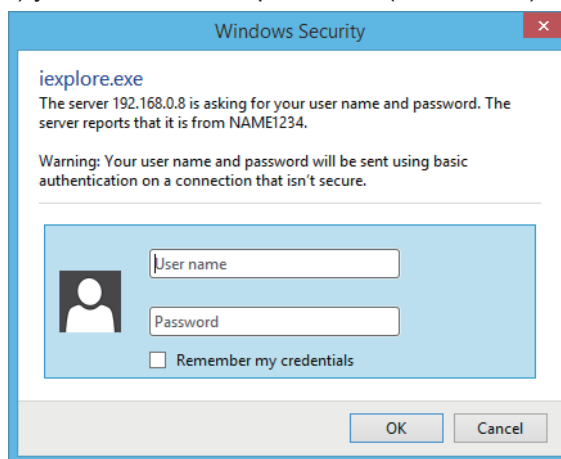 Windows Security
iexplore.exe
The server 192.168.0.8 is asking for your user name and password. The
server reports that it is from NAME1234.
Warning: Your user name and password will be sent using basic
authentication on a connection that isn't secure.
User name
Password
Remember my credentials
OK Cancel